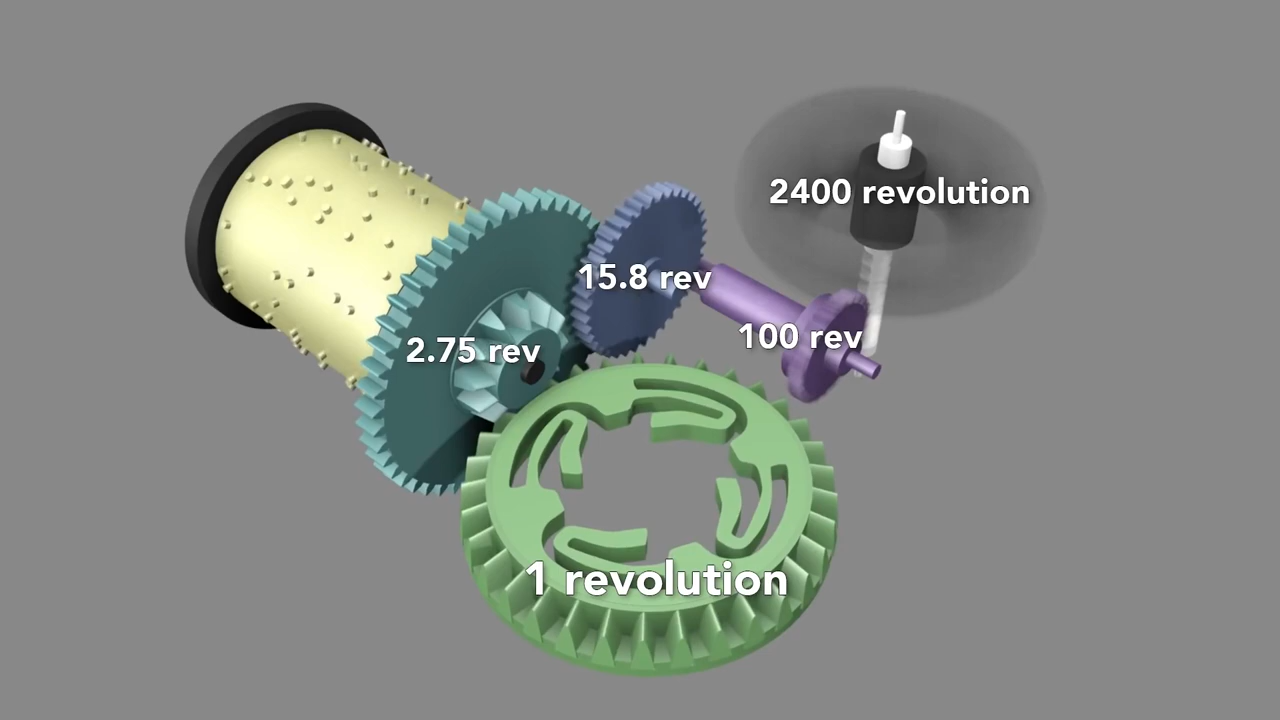 2400 revolution
15.8 rev
100 rev
2.75 rev
1 revolution